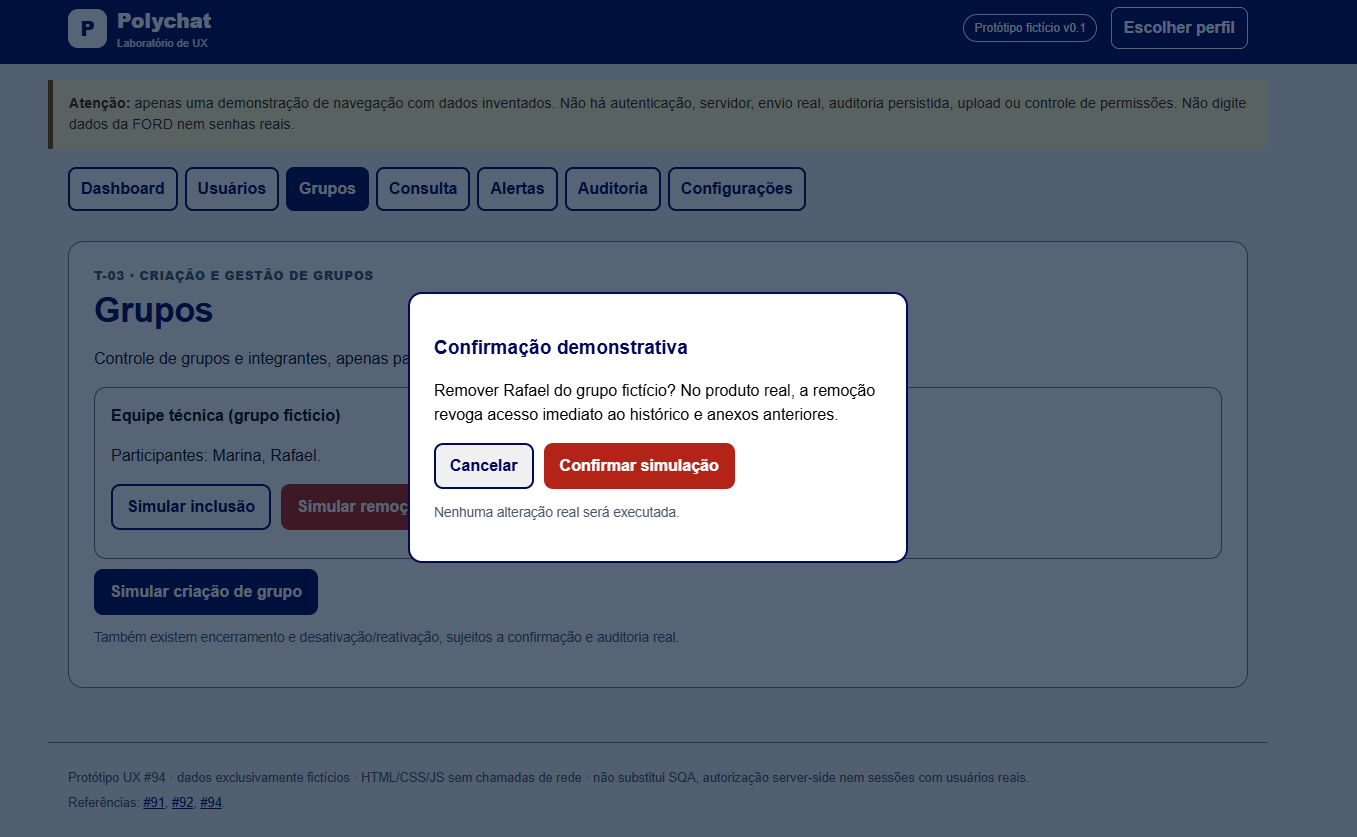 P
Polychat
Laboratório de UX
Protótipo fictício v0.1
Escolher perfil
Atenção: apenas uma demonstração de navegação com dados inventados. Não há autenticação, servidor, envio real, auditoria persistida, upload ou controle de permissões. Não digite
dados da FORD nem senhas reais.
Dashboard
Usuários
Grupos
Consulta
Alertas
Auditoria
Configurações
T-03 · CRIAÇÃO E GESTÃO DE GRUPOS
Grupos
Controle de grupos e integrantes, apenas
Equipe técnica (grupo fictício)
Participantes: Marina, Rafael.
Simular inclusão
Simular
Simular criação de grupo
Também existem encerramento e desativação/reativação, sujeitos a confirmação e auditoria real.
Confirmação demonstrativa
Remover Rafael do grupo fictício? No produto real, a remoção
revoga acesso imediato ao histórico e anexos anteriores.
Cancelar
Confirmar simulação
Nenhuma alteração real será executada.
Protótipo UX #94 · dados exclusivamente fictícios · HTML/CSS/JS sem chamadas de rede · não substitui SQA, autorização server-side nem sessões com usuários reais.
Referências: #91, #92, #94.